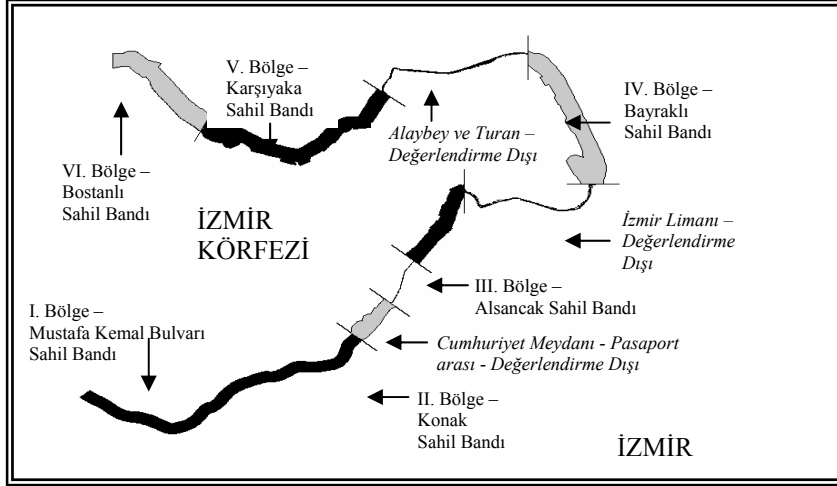 V. Bölge –
Karşıyaka
Sahil Bandı
IV. Bölge –
Bayraklı
Sahil Bandı
Alaybey ve Turan –
Değerlendirme Dışı
VI. Bölge –
Bostanlı
Sahil Bandı
İZMİR
KÖRFEZİ
İzmir Limanı –
Değerlendirme
Dışı
III. Bölge –
Alsancak Sahil Bandı
I. Bölge –
Mustafa Kemal Bulvarı
Sahil Bandı
Cumhuriyet Meydanı - Pasaport
arası - Değerlendirme Dışı
II. Bölge –
Konak
Sahil Bandı
İZMİR